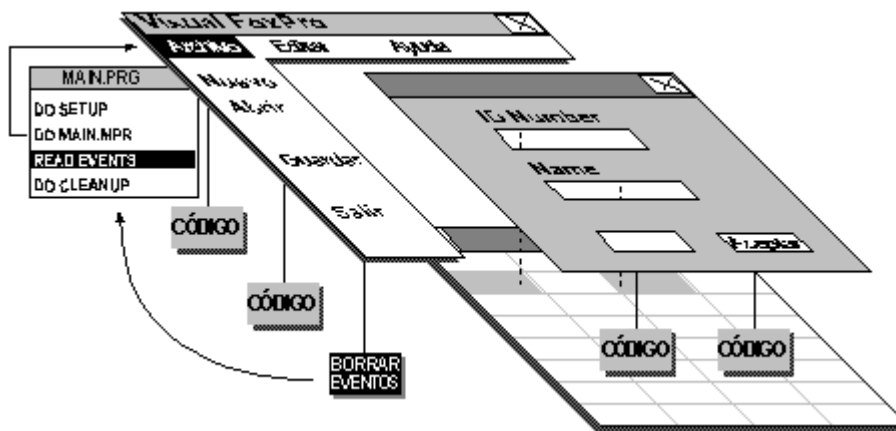 Visual FoxPro
Archivo Editar Ayuda
MAIN.PRG
DO SETUP
DO MAIN.MPR
READ EVENTS
DO CLEANUP
Nuevo
Abrir
Guardar
Salir
ID Number
Name
Aceptar
CÓDIGO
CÓDIGO
CÓDIGO
CÓDIGO
BORRAR
EVENTOS